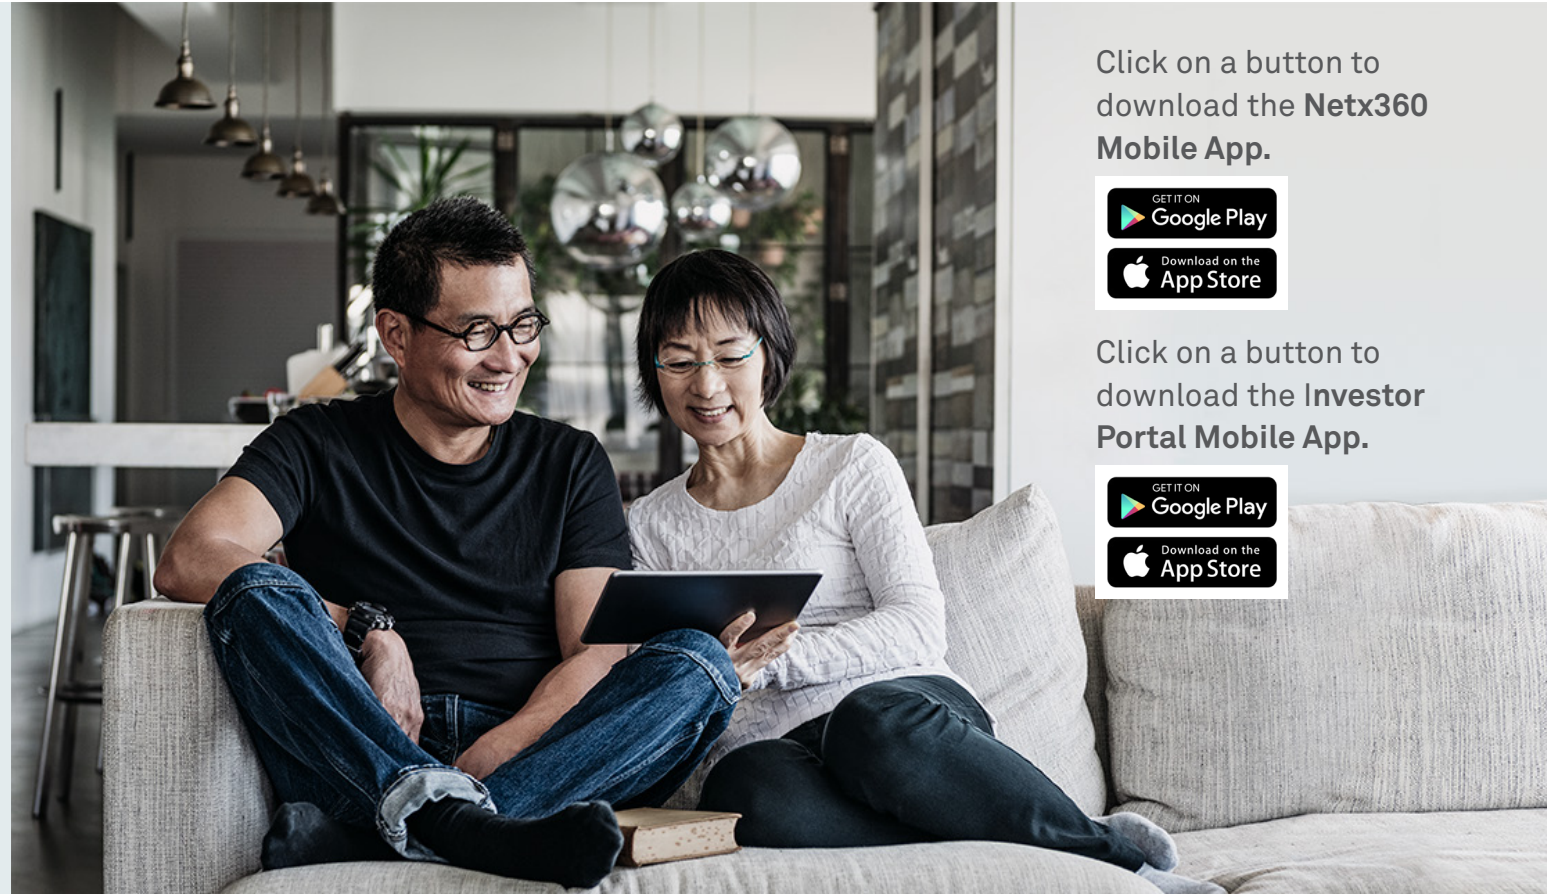 Click on a button to
download the Netx360
Mobile App.
GET IT ON
Google Play
Download on the
App Store
Click on a button to
download the Investor
Portal Mobile App.
GET IT ON
Google Play
Download on the
App Store